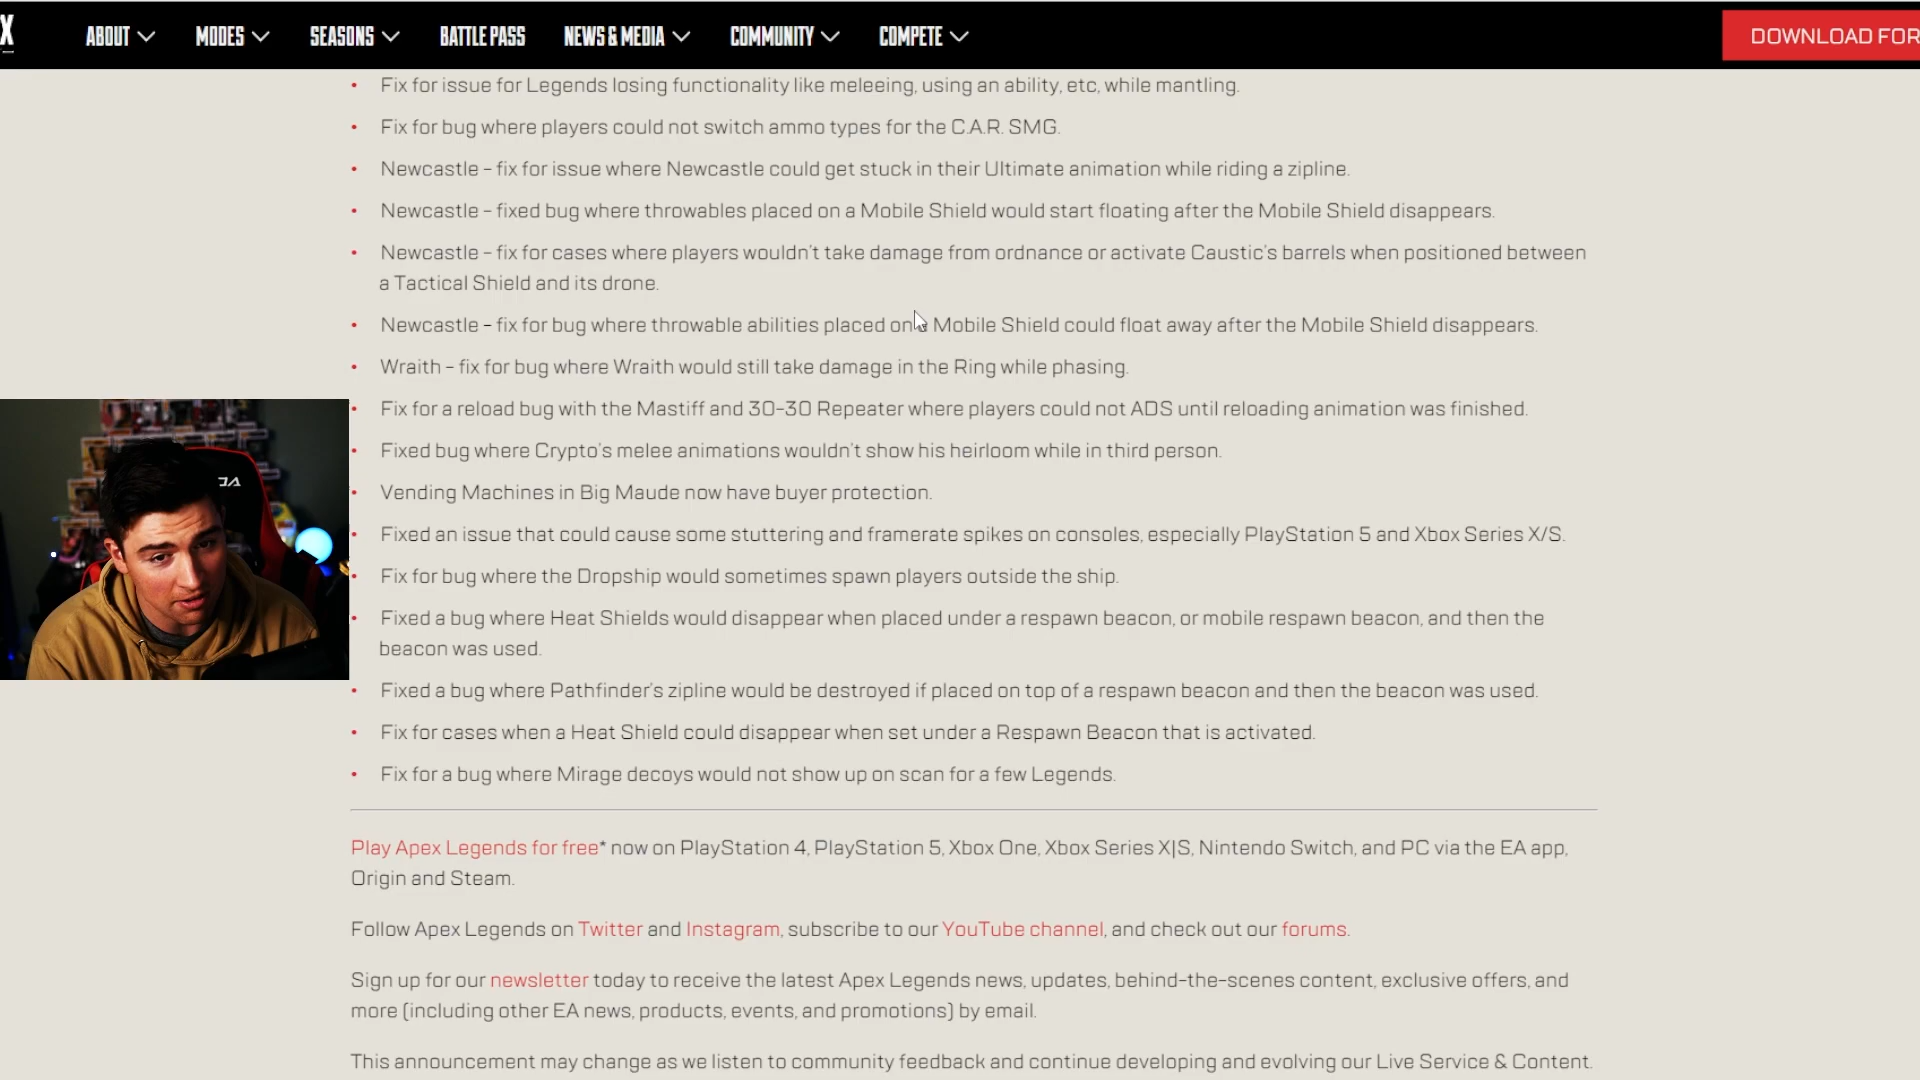 X ABOUT MODES SEASONS BATTLE PASS NEWS & MEDIA COMMUNITY COMPETE DOWNLOAD FOR
• Fix for issue for Legends losing functionality like meleeing, using an ability, etc, while mantling.
• Fix for bug where players could not switch ammo types for the C.A.R. SMG.
• Newcastle – fix for issue where Newcastle could get stuck in their Ultimate animation while riding a zipline.
• Newcastle – fixed bug where throwables placed on a Mobile Shield would start floating after the Mobile Shield disappears.
• Newcastle – fix for cases where players wouldn't take damage from ordnance or activate Caustic's barrels when positioned between
a Tactical Shield and its drone.
• Newcastle – fix for bug where throwable abilities placed on a Mobile Shield could float away after the Mobile Shield disappears.
• Wraith – fix for bug where Wraith would still take damage in the Ring while phasing.
• Fix for a reload bug with the Mastiff and 30-30 Repeater where players could not ADS until reloading animation was finished.
• Fixed bug where Crypto's melee animations wouldn't show his heirloom while in third person.
• Vending Machines in Big Maude now have buyer protection.
• Fixed an issue that could cause some stuttering and framerate spikes on consoles, especially PlayStation 5 and Xbox Series X/S.
• Fix for bug where the Dropship would sometimes spawn players outside the ship.
• Fixed a bug where Heat Shields would disappear when placed under a respawn beacon, or mobile respawn beacon, and then the
beacon was used.
• Fixed a bug where Pathfinder's zipline would be destroyed if placed on top of a respawn beacon and then the beacon was used.
• Fix for cases when a Heat Shield could disappear when set under a Respawn Beacon that is activated.
• Fix for a bug where Mirage decoys would not show up on scan for a few Legends.
Play Apex Legends for free* now on PlayStation 4, PlayStation 5, Xbox One, Xbox Series X|S, Nintendo Switch, and PC via the EA app,
Origin and Steam.
Follow Apex Legends on Twitter and Instagram, subscribe to our YouTube channel, and check out our forums.
Sign up for our newsletter today to receive the latest Apex Legends news, updates, behind-the-scenes content, exclusive offers, and
more (including other EA news, products, events, and promotions) by email.
This announcement may change as we listen to community feedback and continue developing and evolving our Live Service & Content.